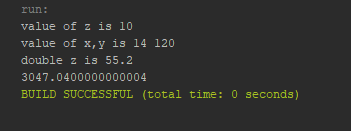 run:
value of z is 10
value of x,y is 14 120
double z is 55.2
3047.0400000000004
BUILD SUCCESSFUL (total time: 0 seconds)